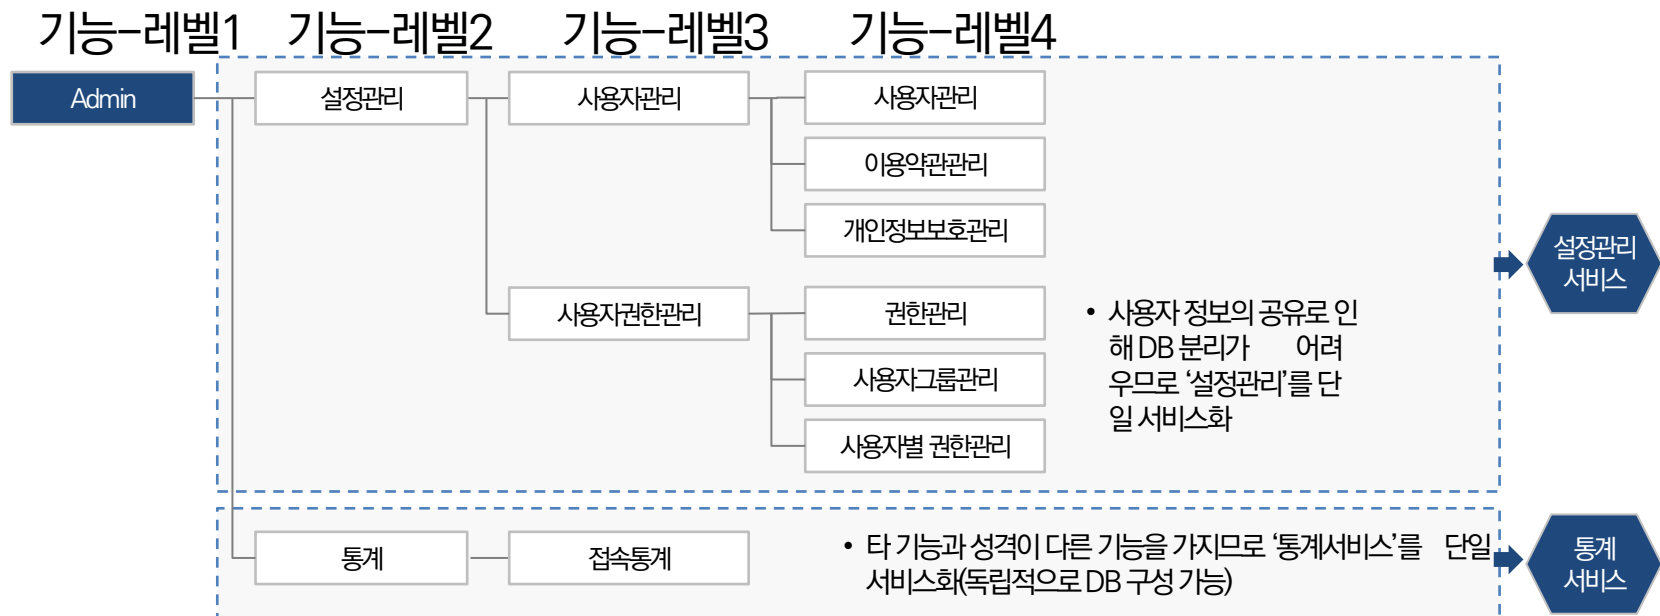 기능-레벨1 기능-레벨2 기능-레벨3 기능-레벨4
Admin 설정관리 사용자관리 사용자관리
이용약관관리
개인정보보호관리
설정관리
서비스
사용자권한관리 권한관리
• 사용자 정보의 공유로 인
해 DB 분리가 어려
우므로 ‘설정관리’를 단
일 서비스화
사용자그룹관리
사용자별 권한관리
통계 접속통계
• 타 기능과 성격이 다른 기능을 가지므로 ‘통계서비스’를 단일
서비스화(독립적으로 DB 구성 가능)
통계
서비스